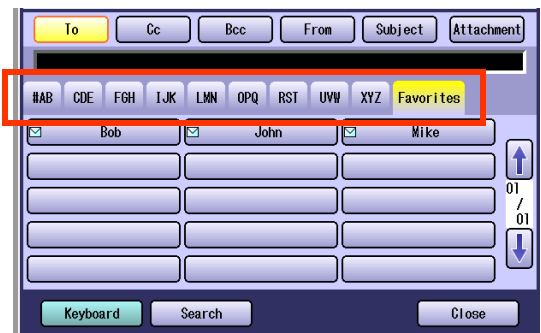 To Cc Bcc From Subject Attachment
#AB CDE FGH IJK LMN OPQ RST UVW XYZ Favorites
Bob John Mike
01
/
01
Keyboard Search Close